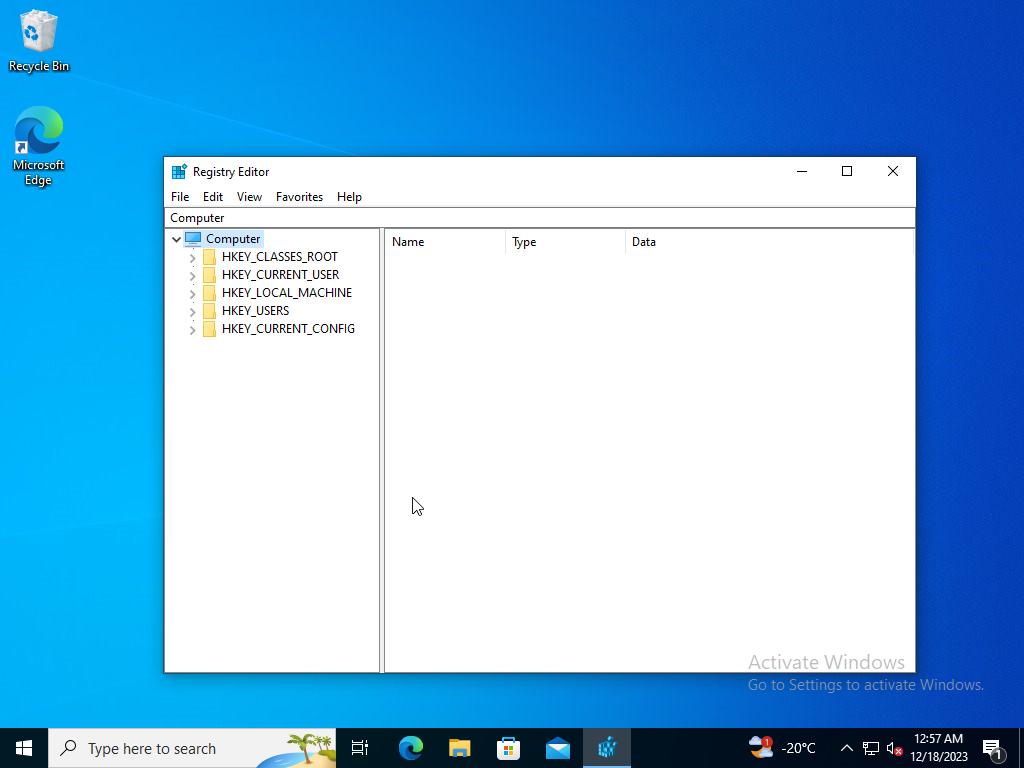 Recycle Bin
Microsoft
Edge
Registry Editor
File Edit View Favorites Help
Computer
Computer
HKEY_CLASSES_ROOT
HKEY_CURRENT_USER
HKEY_LOCAL_MACHINE
HKEY_USERS
HKEY_CURRENT_CONFIG
Name Type Data
Activate Windows
Go to Settings to activate Windows.
Type here to search
1
-20°C
12:57 AM
12/18/2023
1